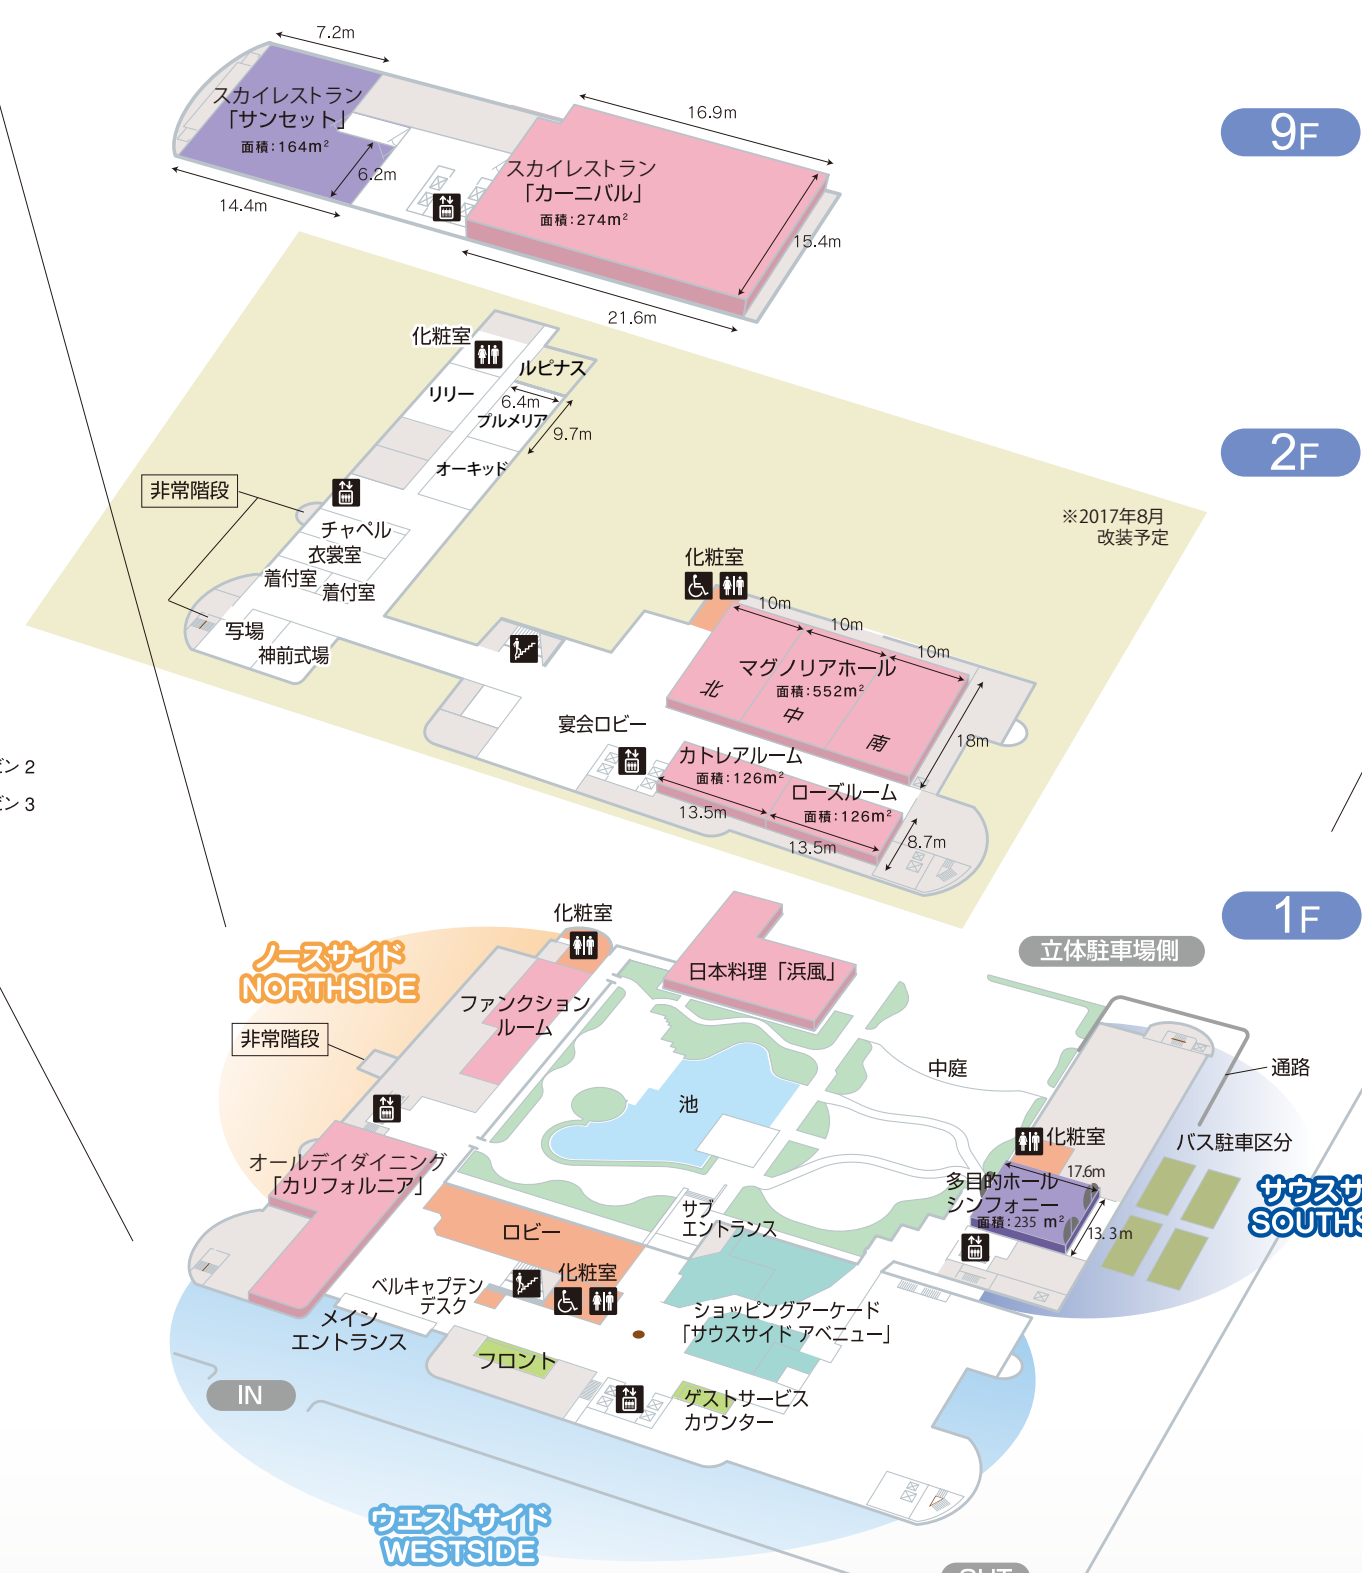 7.2m
スカイレストラン
「サンセット」
面積:164m²
6.2m
14.4m
16.9m
スカイレストラン
「カーニバル」
面積:274m²
15.4m
21.6m
9F
化粧室
ルピナス
リリー
6.4m
プルメリア
9.7m
オーキッド
非常階段
チャペル
衣裳室
着付室
着付室
写場
神前式場
2F
※2017年8月
改装予定
化粧室
10m
10m
10m
マグノリアホール
面積:552m²
北
中
南
18m
宴会ロビー
カトレアルーム
面積:126m²
ローズルーム
面積:126m²
13.5m
13.5m
8.7m
ビン 2
ビン 3
1F
化粧室
ノースサイド
NORTHSIDE
ファンクション
ルーム
非常階段
日本料理「浜風」
立体駐車場側
中庭
通路
池
化粧室
バス駐車区分
オールデイダイニング
「カリフォルニア」
17.6m
多目的ホール
シンフォニー
面積:235 m²
13.3m
サウスサ
SOUTHS
サブ
エントランス
ロビー
化粧室
ベルキャプテン
デスク
メイン
エントランス
ショッピングアーケード
「サウスサイド アベニュー」
フロント
ゲストサービス
カウンター
IN
ウエストサイド
WESTSIDE
OUT